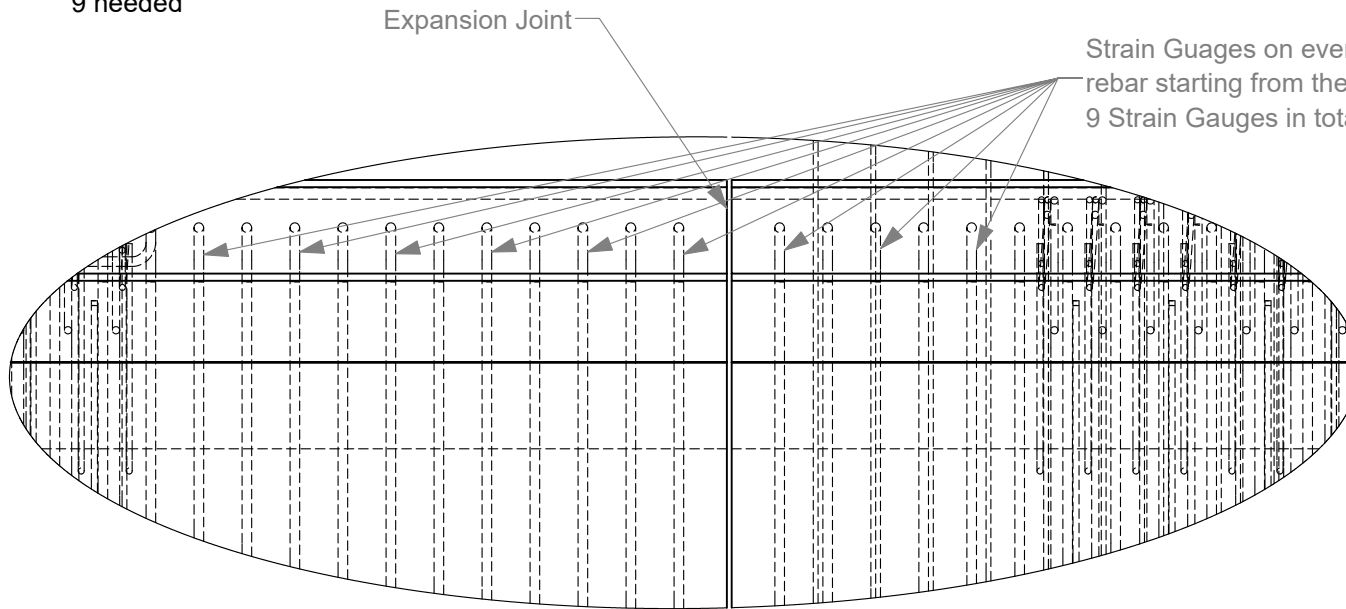 9 needed
Expansion Joint
Strain Guages on ever
rebar starting from the
9 Strain Gauges in tota